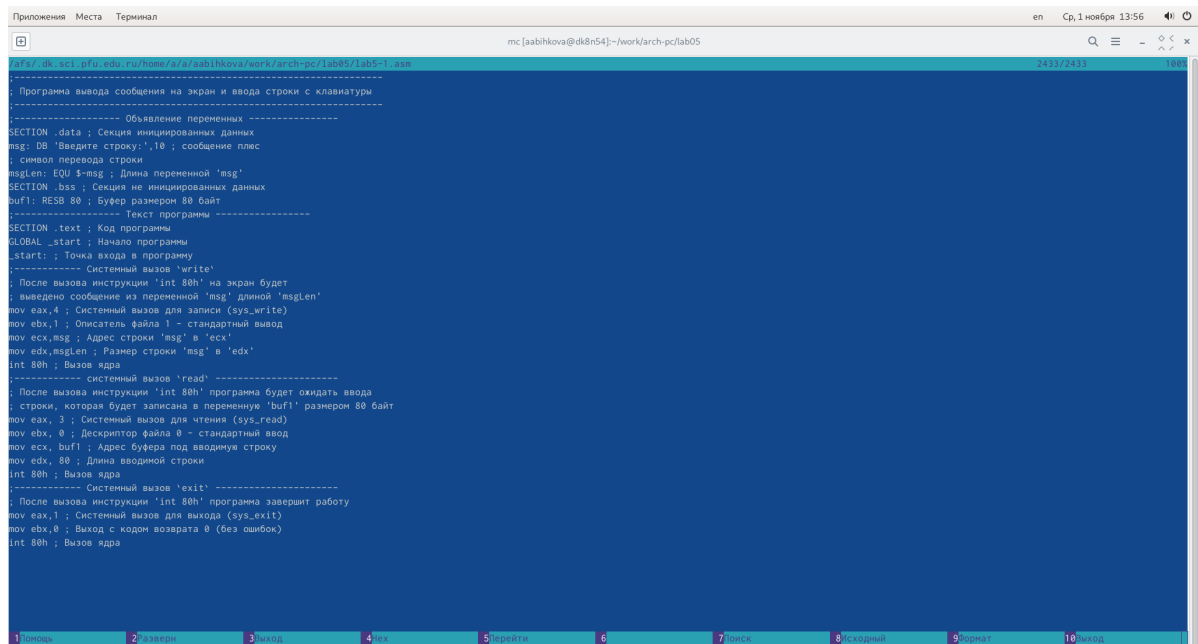 Приложения Места Терминал en Ср, 1 ноября 13:56
mc [aabihkova@dk8n54]:~/work/arch-pc/lab05
/afs/.dk.sci.pfu.edu.ru/home/a/a/aabihkova/work/arch-pc/lab05/lab5-1.asm 2433/2433 100%
;------------------------------------------------------------------
; Программа вывода сообщения на экран и ввода строки с клавиатуры
;------------------------------------------------------------------
;------------------- Объявление переменных ----------------
SECTION .data ; Секция инициированных данных
msg: DB 'Введите строку:',10 ; сообщение плюс
; символ перевода строки
msgLen: EQU $-msg ; Длина переменной 'msg'
SECTION .bss ; Секция не инициированных данных
buf1: RESB 80 ; Буфер размером 80 байт
;------------------- Текст программы -----------------
SECTION .text ; Код программы
GLOBAL _start ; Начало программы
_start: ; Точка входа в программу
;------------ Системный вызов `write`
; После вызова инструкции 'int 80h' на экран будет
; выведено сообщение из переменной 'msg' длиной 'msgLen'
mov eax,4 ; Системный вызов для записи (sys_write)
mov ebx,1 ; Описатель файла 1 - стандартный вывод
mov ecx,msg ; Адрес строки 'msg' в 'ecx'
mov edx,msgLen ; Размер строки 'msg' в 'edx'
int 80h ; Вызов ядра
;------------ системный вызов `read` ----------------------
; После вызова инструкции 'int 80h' программа будет ожидать ввода
; строки, которая будет записана в переменную 'buf1' размером 80 байт
mov eax, 3 ; Системный вызов для чтения (sys_read)
mov ebx, 0 ; Дескриптор файла 0 - стандартный ввод
mov ecx, buf1 ; Адрес буфера под вводимую строку
mov edx, 80 ; Длина вводимой строки
int 80h ; Вызов ядра
;------------ Системный вызов `exit` ----------------------
; После вызова инструкции 'int 80h' программа завершит работу
mov eax,1 ; Системный вызов для выхода (sys_exit)
mov ebx,0 ; Выход с кодом возврата 0 (без ошибок)
int 80h ; Вызов ядра
1Помощь 2Разверн 3Выход 4Hex 5Перейти 6 7Поиск 8Исходный 9Формат 10Выход